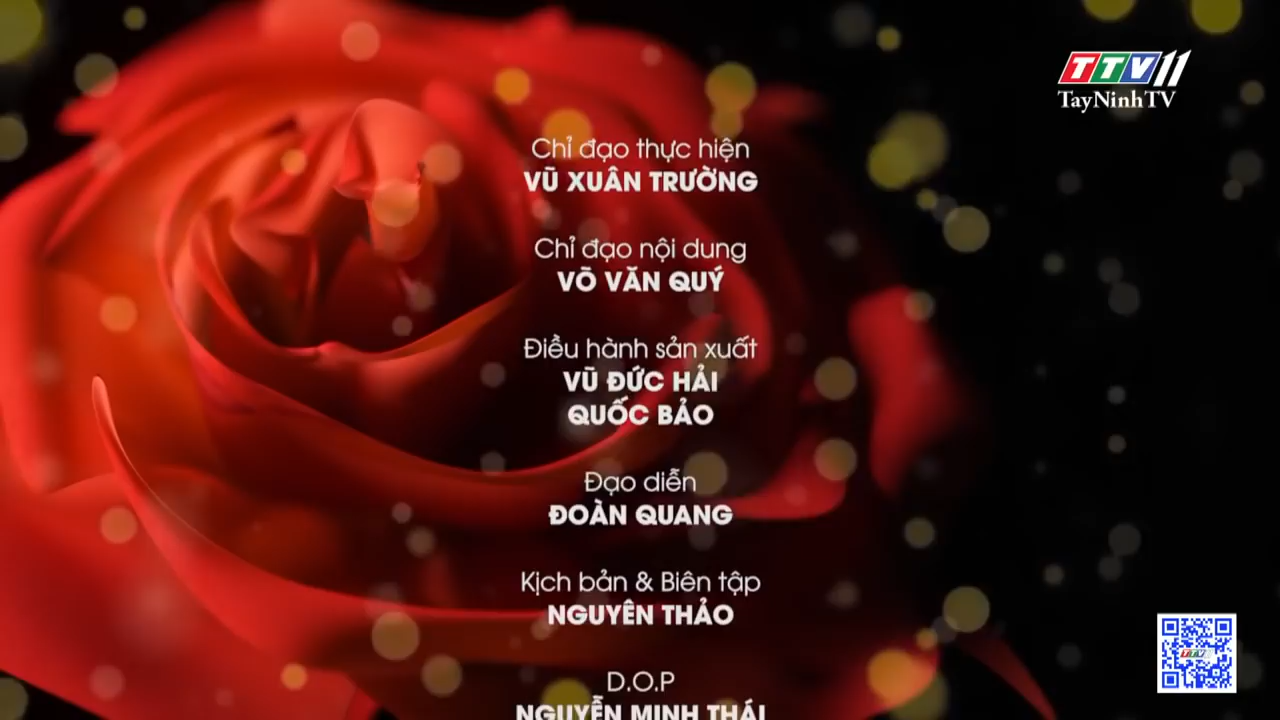 TTV11
TayNinhTV
Chỉ đạo thực hiện
VŨ XUÂN TRƯỜNG
Chỉ đạo nội dung
VÕ VĂN QUÝ
Điều hành sản xuất
VŨ ĐỨC HẢI
QUỐC BẢO
Đạo diễn
ĐOÀN QUANG
Kịch bản & Biên tập
NGUYÊN THẢO
TTV
D.O.P
NGUYỄN MINH THÁI